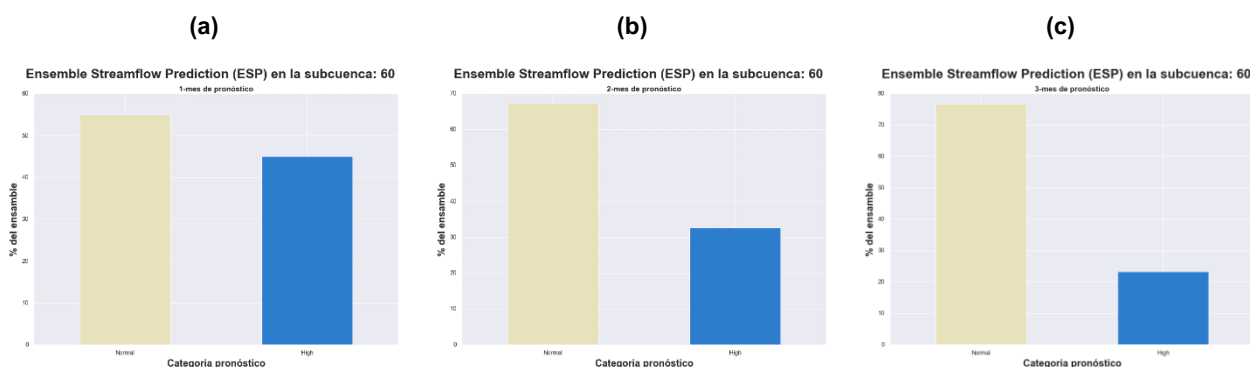 (a)
Ensemble Streamflow Prediction (ESP) en la subcuenca: 60
1-mes de pronóstico
60
50
40
30
20
10
0
% del ensamble
Normal
High
Categoria pronóstico
(b)
Ensemble Streamflow Prediction (ESP) en la subcuenca: 60
2-mes de pronóstico
70
60
50
40
30
20
10
0
% del ensamble
Normal
High
Categoria pronóstico
(c)
Ensemble Streamflow Prediction (ESP) en la subcuenca: 60
3-mes de pronóstico
80
70
60
50
40
30
20
10
0
% del ensamble
Normal
High
Categoria pronóstico